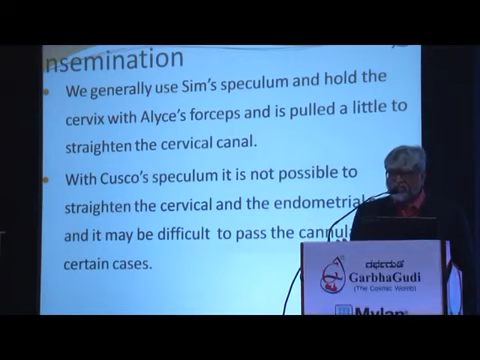 nsemination
We generally use Sim's speculum and hold the
cervix with Alyce's forceps and is pulled a little to
straighten the cervical canal.
With Cusco's speculum it is not possible to
straighten the cervical and the endometrial
and it may be difficult to pass the cannula
certain cases.
ಗರ್ಭಗುಡಿ
GarbhaGudi
(The Cosmic Womb)
Mylan